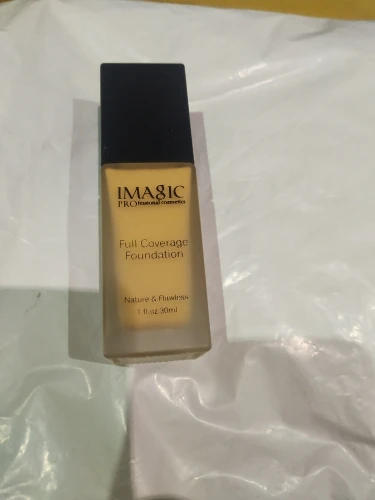 IMAGIC
PROfessional cosmetics
Full Coverage
Foundation
Nature & Flawless
1 fl.oz 30ml